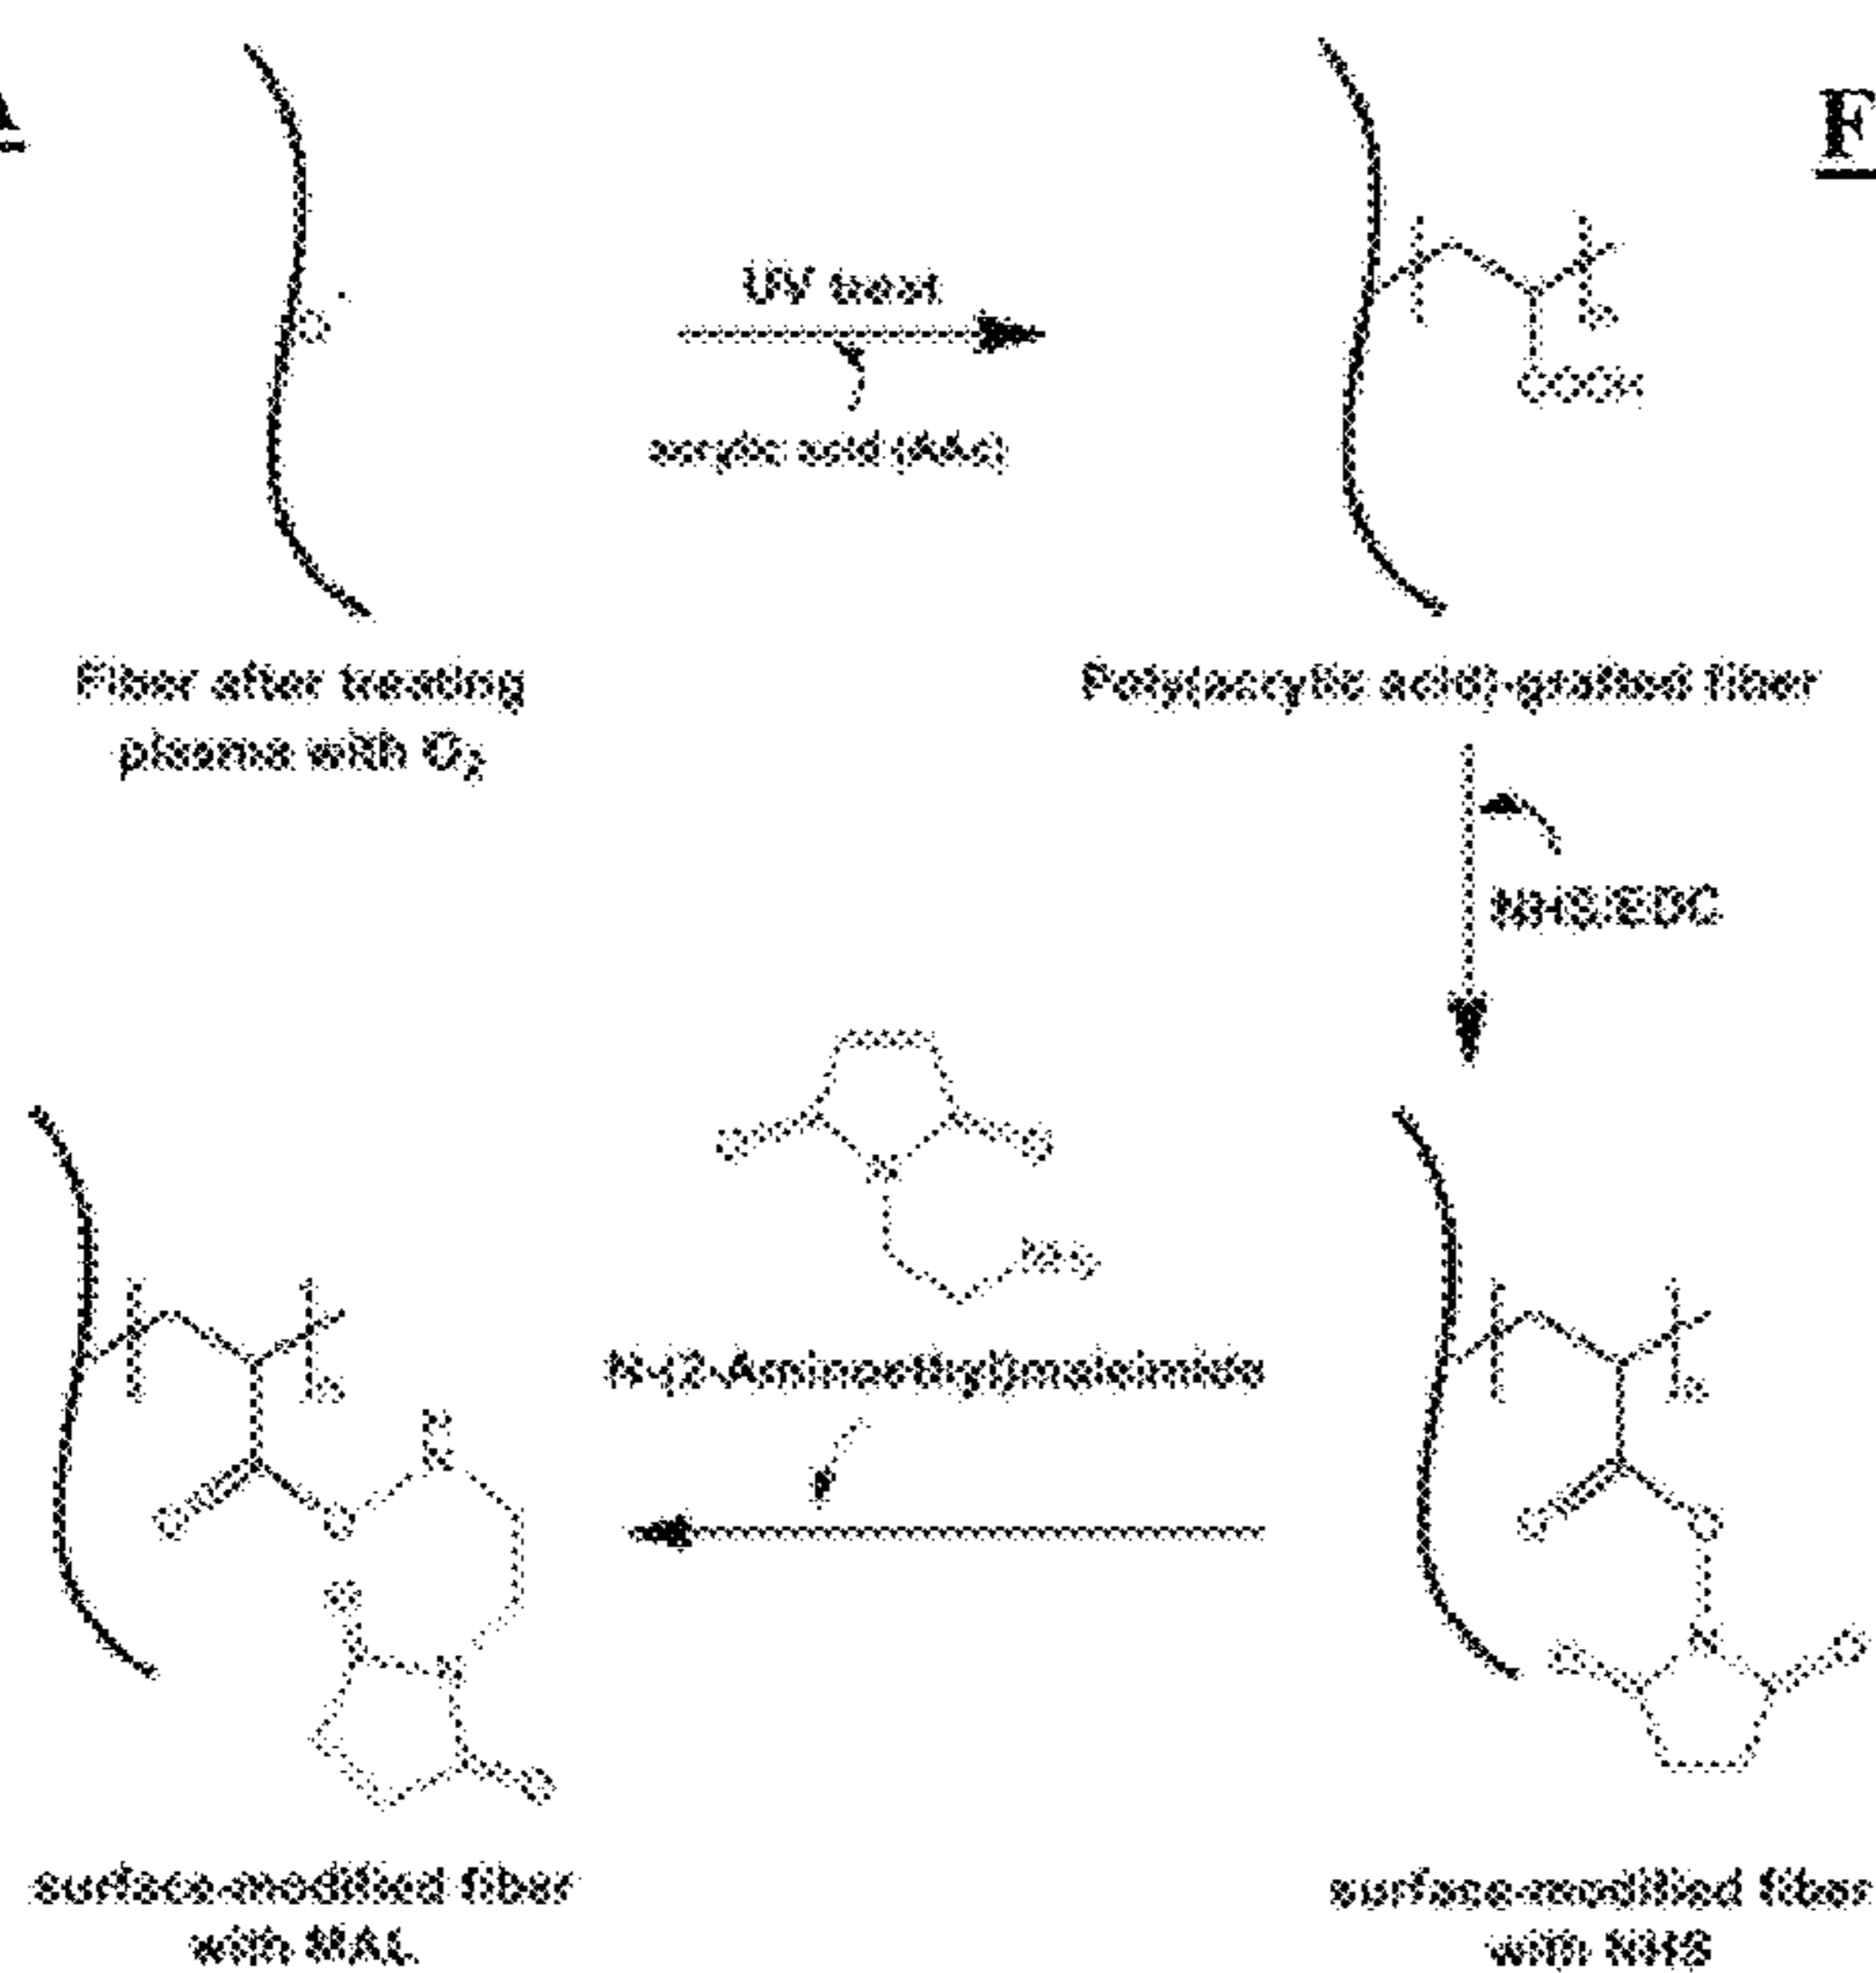 F
UV treat
acrylic acid (AAc)
COOH
Fiber after treating
plasma with O₂
Poly(acrylic acid)-grafted fiber
NHS:EDC
O
N
O
NH₂
N-(2-Aminoethyl)maleimide
n
n
n
H
N
O
O
O
N
O
O
O
O
N
O
surface-modified fiber
with MAL
surface-modified fiber
with NHS